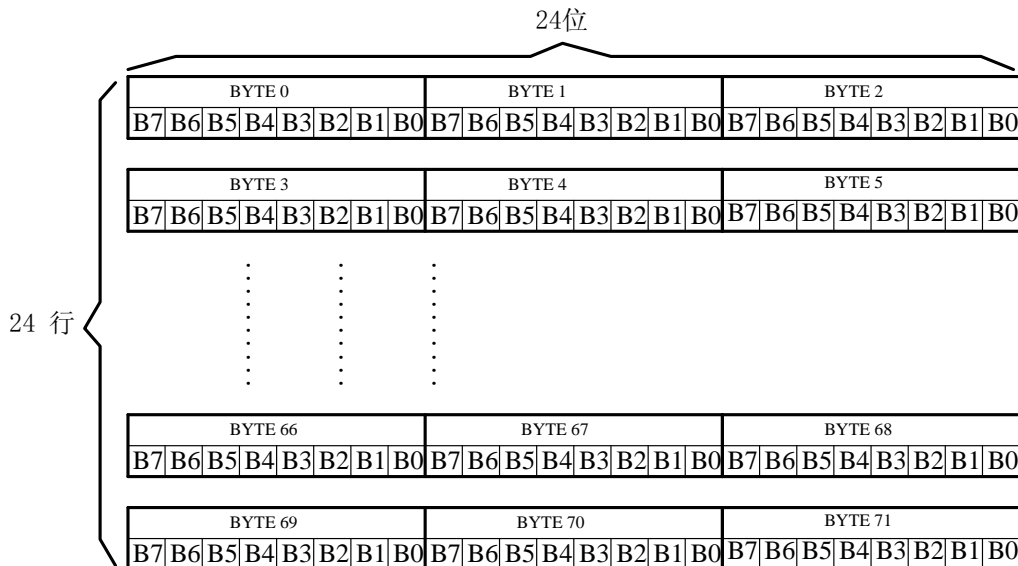 24位
BYTE 0 BYTE 1 BYTE 2
B7 B6 B5 B4 B3 B2 B1 B0 B7 B6 B5 B4 B3 B2 B1 B0 B7 B6 B5 B4 B3 B2 B1 B0
BYTE 3 BYTE 4 BYTE 5
B7 B6 B5 B4 B3 B2 B1 B0 B7 B6 B5 B4 B3 B2 B1 B0 B7 B6 B5 B4 B3 B2 B1 B0
24 行
BYTE 66 BYTE 67 BYTE 68
B7 B6 B5 B4 B3 B2 B1 B0 B7 B6 B5 B4 B3 B2 B1 B0 B7 B6 B5 B4 B3 B2 B1 B0
BYTE 69 BYTE 70 BYTE 71
B7 B6 B5 B4 B3 B2 B1 B0 B7 B6 B5 B4 B3 B2 B1 B0 B7 B6 B5 B4 B3 B2 B1 B0